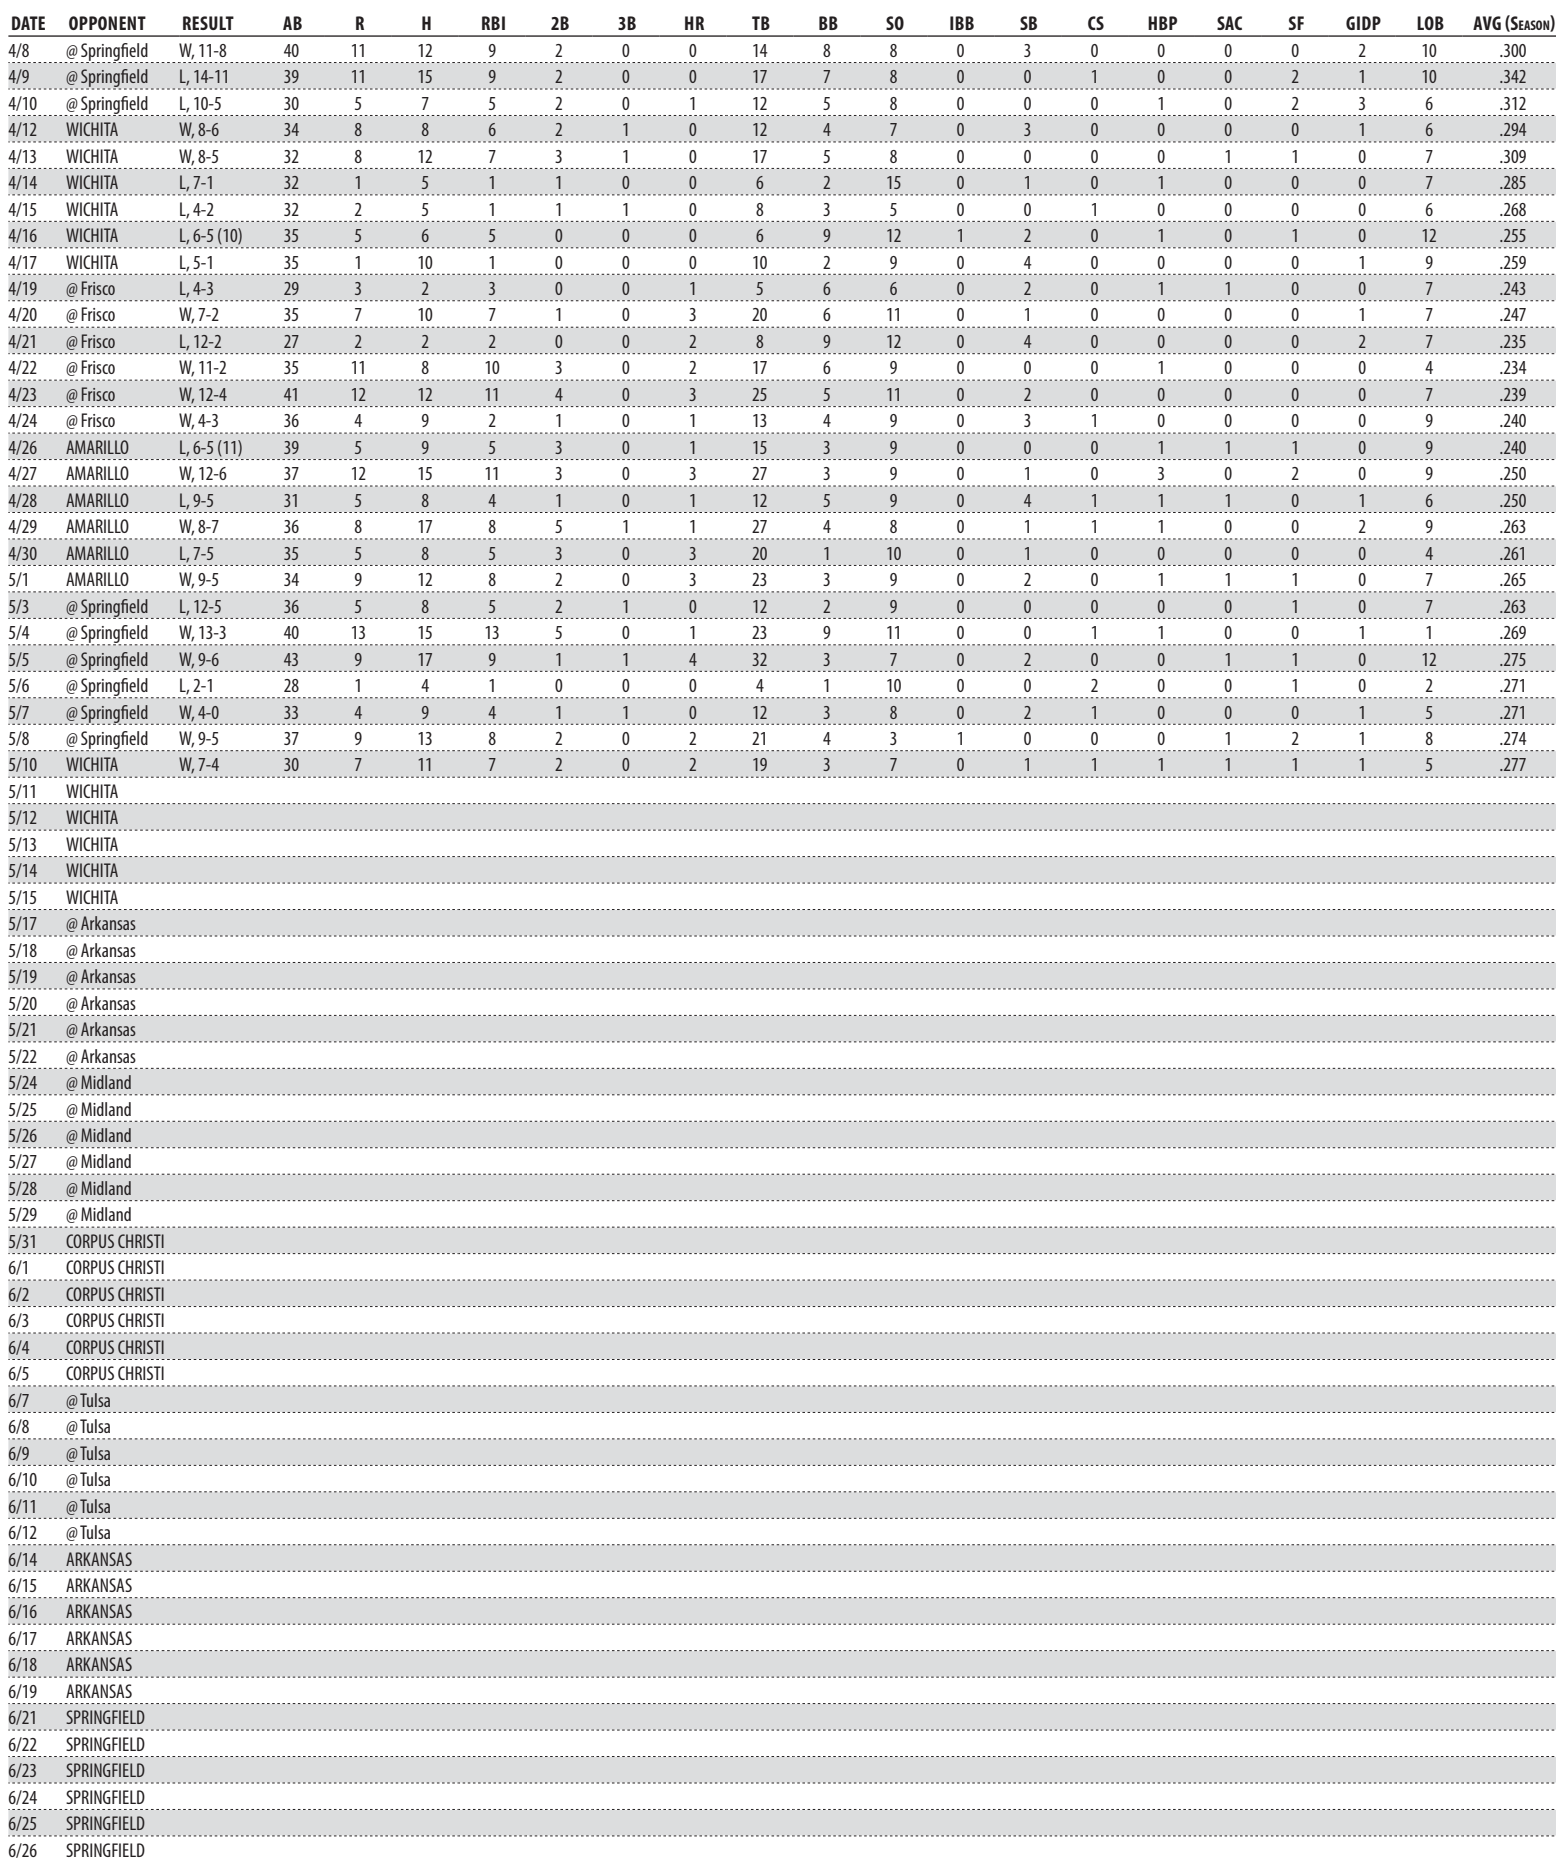 DATE OPPONENT RESULT AB R H RBI 2B 3B HR TB BB SO IBB SB CS HBP SAC SF GIDP LOB AVG (SEASON)
4/8 @ Springfield W, 11-8 40 11 12 9 2 0 0 14 8 8 0 3 0 0 0 0 2 10 .300
4/9 @ Springfield L, 14-11 39 11 15 9 2 0 0 17 7 8 0 0 1 0 0 2 1 10 .342
4/10 @ Springfield L, 10-5 30 5 7 5 2 0 1 12 5 8 0 0 0 1 0 2 3 6 .312
4/12 WICHITA W, 8-6 34 8 8 6 2 1 0 12 4 7 0 3 0 0 0 0 1 6 .294
4/13 WICHITA W, 8-5 32 8 12 7 3 1 0 17 5 8 0 0 0 0 1 1 0 7 .309
4/14 WICHITA L, 7-1 32 1 5 1 1 0 0 6 2 15 0 1 0 1 0 0 0 7 .285
4/15 WICHITA L, 4-2 32 2 5 1 1 1 0 8 3 5 0 0 1 0 0 0 0 6 .268
4/16 WICHITA L, 6-5 (10) 35 5 6 5 0 0 0 6 9 12 1 2 0 1 0 1 0 12 .255
4/17 WICHITA L, 5-1 35 1 10 1 0 0 0 10 2 9 0 4 0 0 0 0 1 9 .259
4/19 @ Frisco L, 4-3 29 3 2 3 0 0 1 5 6 6 0 2 0 1 1 0 0 7 .243
4/20 @ Frisco W, 7-2 35 7 10 7 1 0 3 20 6 11 0 1 0 0 0 0 1 7 .247
4/21 @ Frisco L, 12-2 27 2 2 2 0 0 2 8 9 12 0 4 0 0 0 0 2 7 .235
4/22 @ Frisco W, 11-2 35 11 8 10 3 0 2 17 6 9 0 0 0 1 0 0 0 4 .234
4/23 @ Frisco W, 12-4 41 12 12 11 4 0 3 25 5 11 0 2 0 0 0 0 0 7 .239
4/24 @ Frisco W, 4-3 36 4 9 2 1 0 1 13 4 9 0 3 1 0 0 0 0 9 .240
4/26 AMARILLO L, 6-5 (11) 39 5 9 5 3 0 1 15 3 9 0 0 0 1 1 1 0 9 .240
4/27 AMARILLO W, 12-6 37 12 15 11 3 0 3 27 3 9 0 1 0 3 0 2 0 9 .250
4/28 AMARILLO L, 9-5 31 5 8 4 1 0 1 12 5 9 0 4 1 1 1 0 1 6 .250
4/29 AMARILLO W, 8-7 36 8 17 8 5 1 1 27 4 8 0 1 1 1 0 0 2 9 .263
4/30 AMARILLO L, 7-5 35 5 8 5 3 0 3 20 1 10 0 1 0 0 0 0 0 4 .261
5/1 AMARILLO W, 9-5 34 9 12 8 2 0 3 23 3 9 0 2 0 1 1 1 0 7 .265
5/3 @ Springfield L, 12-5 36 5 8 5 2 1 0 12 2 9 0 0 0 0 0 1 0 7 .263
5/4 @ Springfield W, 13-3 40 13 15 13 5 0 1 23 9 11 0 0 1 1 0 0 1 1 .269
5/5 @ Springfield W, 9-6 43 9 17 9 1 1 4 32 3 7 0 2 0 0 1 1 0 12 .275
5/6 @ Springfield L, 2-1 28 1 4 1 0 0 0 4 1 10 0 0 2 0 0 1 0 2 .271
5/7 @ Springfield W, 4-0 33 4 9 4 1 1 0 12 3 8 0 2 1 0 0 0 1 5 .271
5/8 @ Springfield W, 9-5 37 9 13 8 2 0 2 21 4 3 1 0 0 0 1 2 1 8 .274
5/10 WICHITA W, 7-4 30 7 11 7 2 0 2 19 3 7 0 1 1 1 1 1 1 5 .277
5/11 WICHITA
5/12 WICHITA
5/13 WICHITA
5/14 WICHITA
5/15 WICHITA
5/17 @ Arkansas
5/18 @ Arkansas
5/19 @ Arkansas
5/20 @ Arkansas
5/21 @ Arkansas
5/22 @ Arkansas
5/24 @ Midland
5/25 @ Midland
5/26 @ Midland
5/27 @ Midland
5/28 @ Midland
5/29 @ Midland
5/31 CORPUS CHRISTI
6/1 CORPUS CHRISTI
6/2 CORPUS CHRISTI
6/3 CORPUS CHRISTI
6/4 CORPUS CHRISTI
6/5 CORPUS CHRISTI
6/7 @ Tulsa
6/8 @ Tulsa
6/9 @ Tulsa
6/10 @ Tulsa
6/11 @ Tulsa
6/12 @ Tulsa
6/14 ARKANSAS
6/15 ARKANSAS
6/16 ARKANSAS
6/17 ARKANSAS
6/18 ARKANSAS
6/19 ARKANSAS
6/21 SPRINGFIELD
6/22 SPRINGFIELD
6/23 SPRINGFIELD
6/24 SPRINGFIELD
6/25 SPRINGFIELD
6/26 SPRINGFIELD